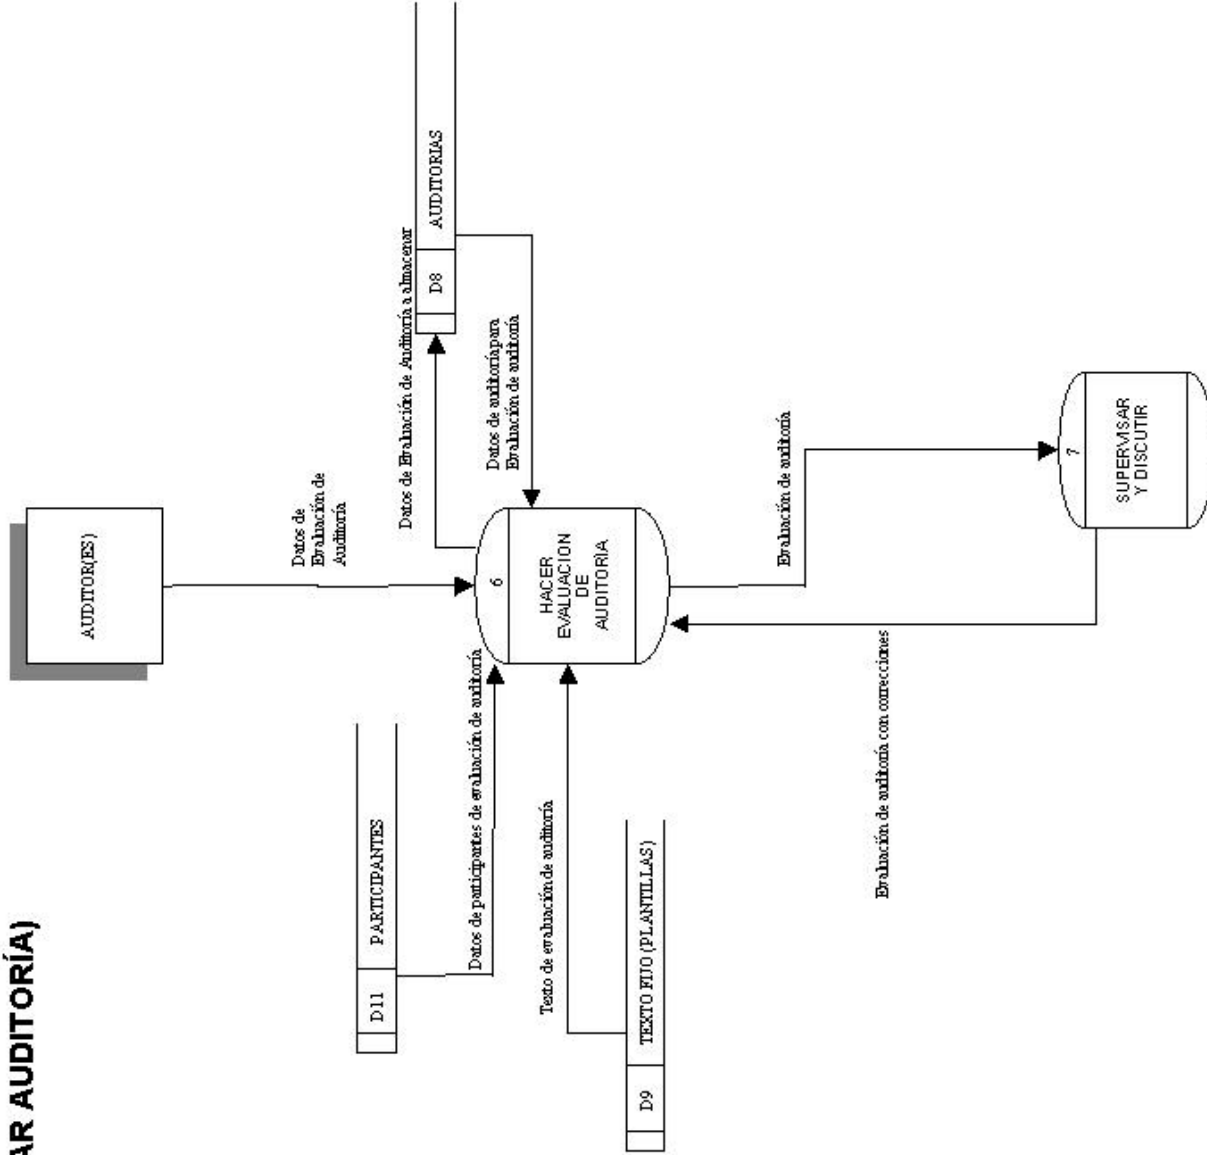 AR AUDITORÍA)
AUDITOR(ES)
Datos de
Evaluación de
Auditoría
D11 PARTICIPANTES
Datos de participantes de evaluación de auditoría
Datos de Evaluación de Auditoría a almacenar
D8 AUDITORIAS
Datos de auditoría para
Evaluación de auditoría
6
HACER
EVALUACION
DE
AUDITORÍA
Texto de evaluación de auditoría
D9 TEXTO FIJO (PLANTILLAS)
Evaluación de auditoría
Evaluación de auditoría con correcciones
7
SUPERVISAR
Y DISCUTIR